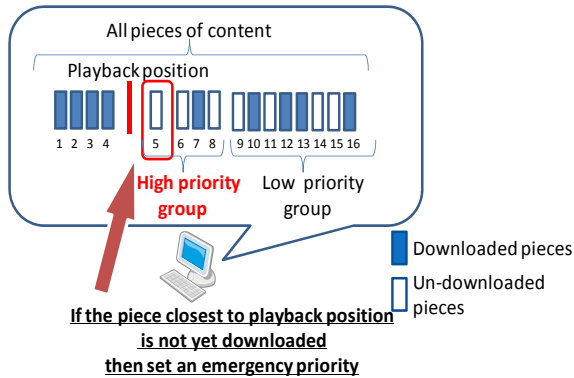 All pieces of content
Playback position
1 2 3 4 5 6 7 8 9 10 11 12 13 14 15 16
High priority
group
Low priority
group
Downloaded pieces
Un-downloaded
pieces
If the piece closest to playback position
is not yet downloaded
then set an emergency priority